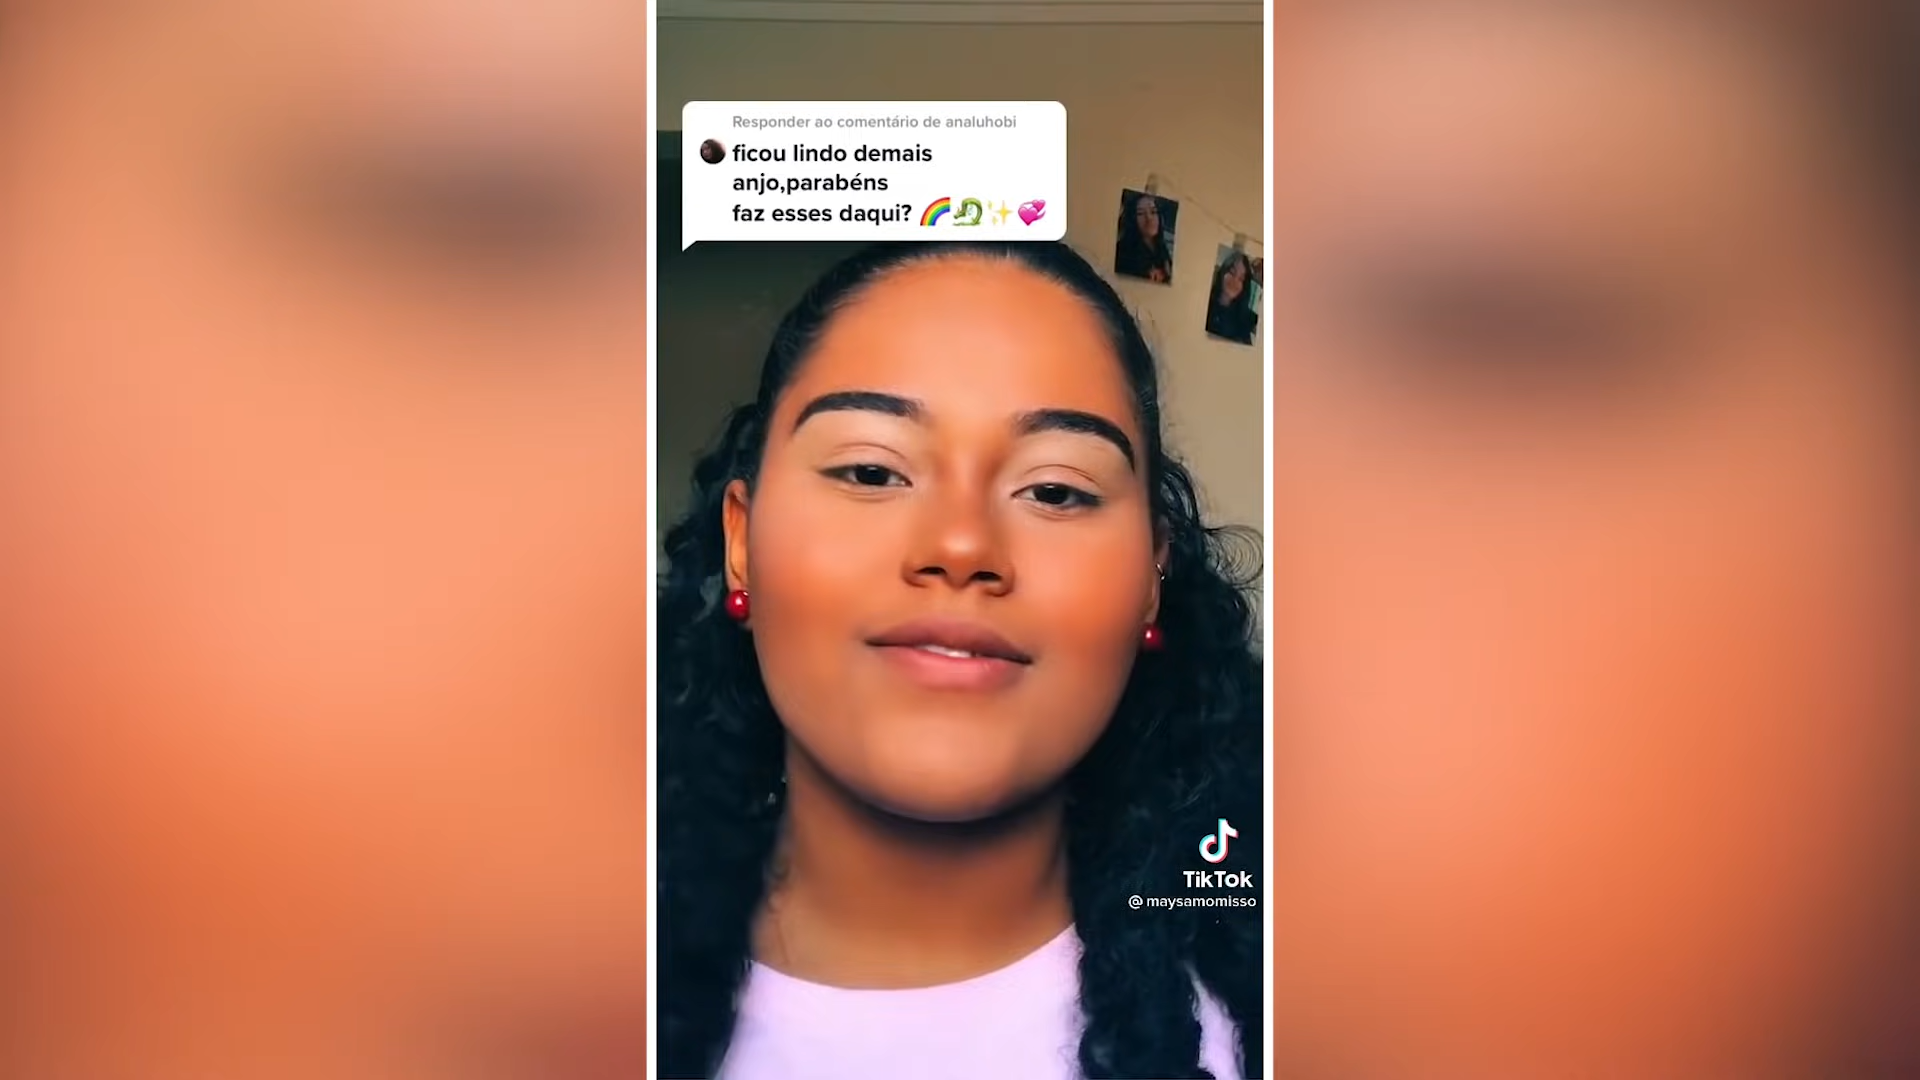 Responder ao comentário de analuhobi
ficou lindo demais
anjo,parabéns
faz esses daqui? 🌈🐉✨💞
TikTok
@maysamomisso